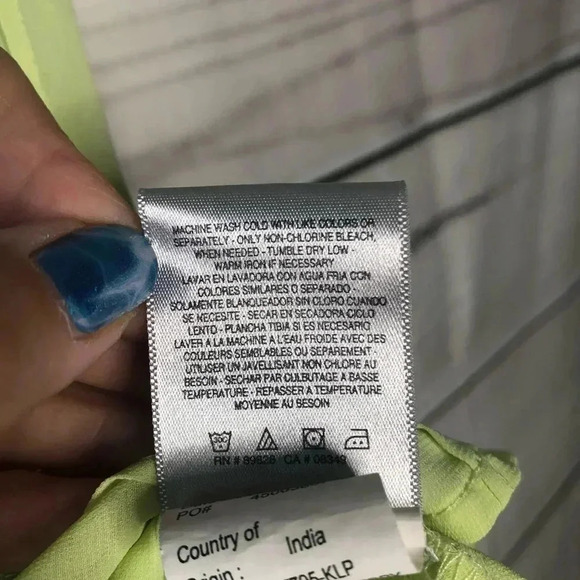 MACHINE WASH COLD WITH LIKE COLORS OR
SEPARATELY - ONLY NON-CHLORINE BLEACH,
WHEN NEEDED - TUMBLE DRY LOW -
WARM IRON IF NECESSARY
LAVAR EN LAVADORA CON AGUA FRIA CON
COLORES SIMILARES O SEPARADO -
SOLAMENTE BLANQUEADOR SIN CLORO CUANDO
SE NECESITE - SECAR EN SECADORA CICLO
LENTO - PLANCHA TIBIA SI ES NECESARIO
LAVER A LA MACHINE A L'EAU FROIDE AVEC DES
COULEURS SEMBLABLES OU SEPAREMENT
UTILISER UN JAVELLISANT NON CHLORE AU
BESOIN - SECHAR PAR CULBUTAGE A BASSE
TEMPERATURE - REPASSER A TEMPERATURE
MOYENNE AU BESOIN
RN # 89828 CA # 06349
PO#
Country of India
Origin :
705-KLP